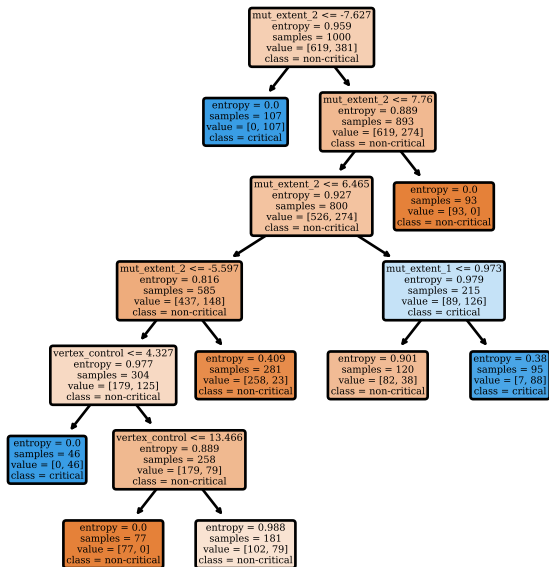 mut_extent_2 <= -7.627
entropy = 0.959
samples = 1000
value = [619, 381]
class = non-critical
entropy = 0.0
samples = 107
value = [0, 107]
class = critical
mut_extent_2 <= 7.76
entropy = 0.889
samples = 893
value = [619, 274]
class = non-critical
mut_extent_2 <= 6.465
entropy = 0.927
samples = 800
value = [526, 274]
class = non-critical
entropy = 0.0
samples = 93
value = [93, 0]
class = non-critical
mut_extent_2 <= -5.597
entropy = 0.816
samples = 585
value = [437, 148]
class = non-critical
mut_extent_1 <= 0.973
entropy = 0.979
samples = 215
value = [89, 126]
class = critical
vertex_control <= 4.327
entropy = 0.977
samples = 304
value = [179, 125]
class = non-critical
entropy = 0.409
samples = 281
value = [258, 23]
class = non-critical
entropy = 0.901
samples = 120
value = [82, 38]
class = non-critical
entropy = 0.38
samples = 95
value = [7, 88]
class = critical
entropy = 0.0
samples = 46
value = [0, 46]
class = critical
vertex_control <= 13.466
entropy = 0.889
samples = 258
value = [179, 79]
class = non-critical
entropy = 0.0
samples = 77
value = [77, 0]
class = non-critical
entropy = 0.988
samples = 181
value = [102, 79]
class = non-critical